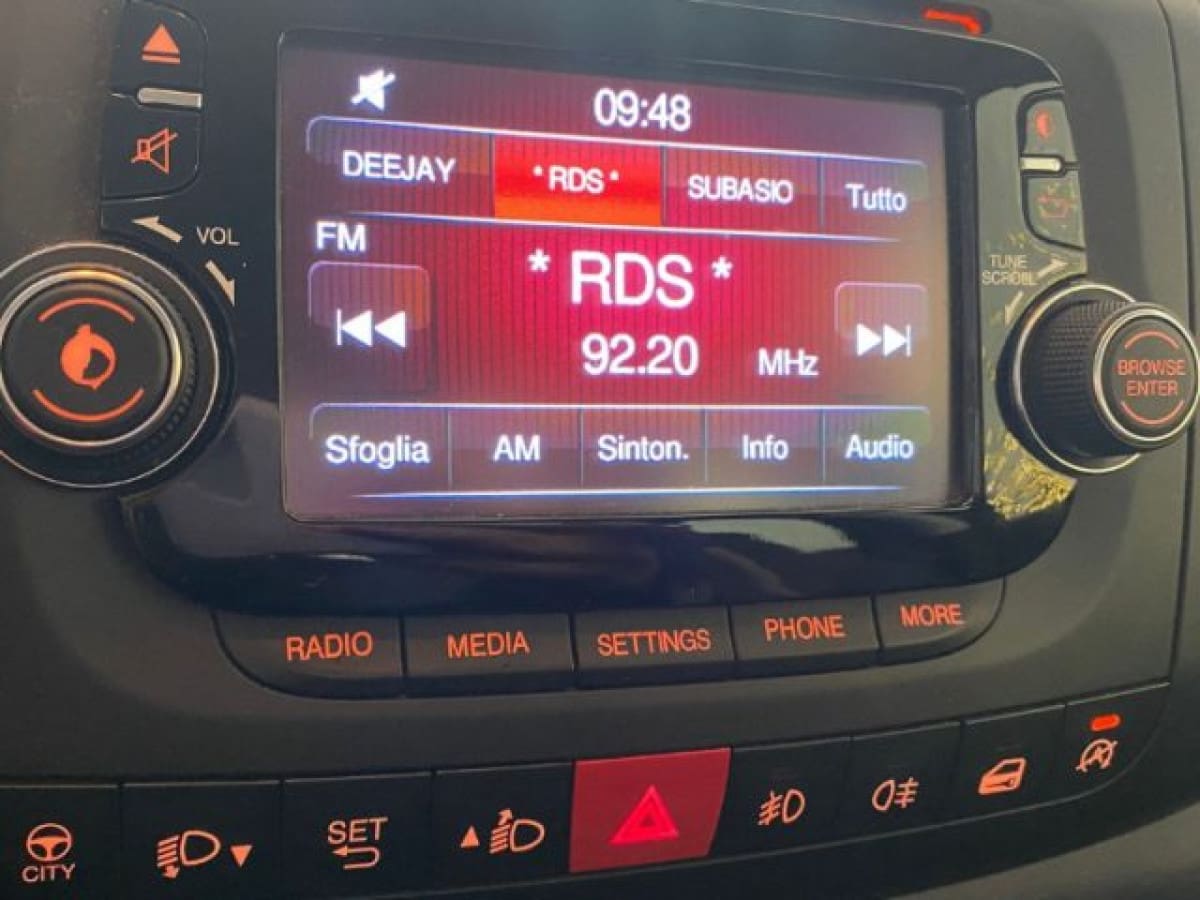 09:48
DEEJAY
* RDS *
SUBASIO
Tutto
VOL
FM
* RDS *
92.20 MHz
TUNE
SCROLL
BROWSE
ENTER
Sfoglia
AM
Sinton.
Info
Audio
RADIO
MEDIA
SETTINGS
PHONE
MORE
CITY
SET